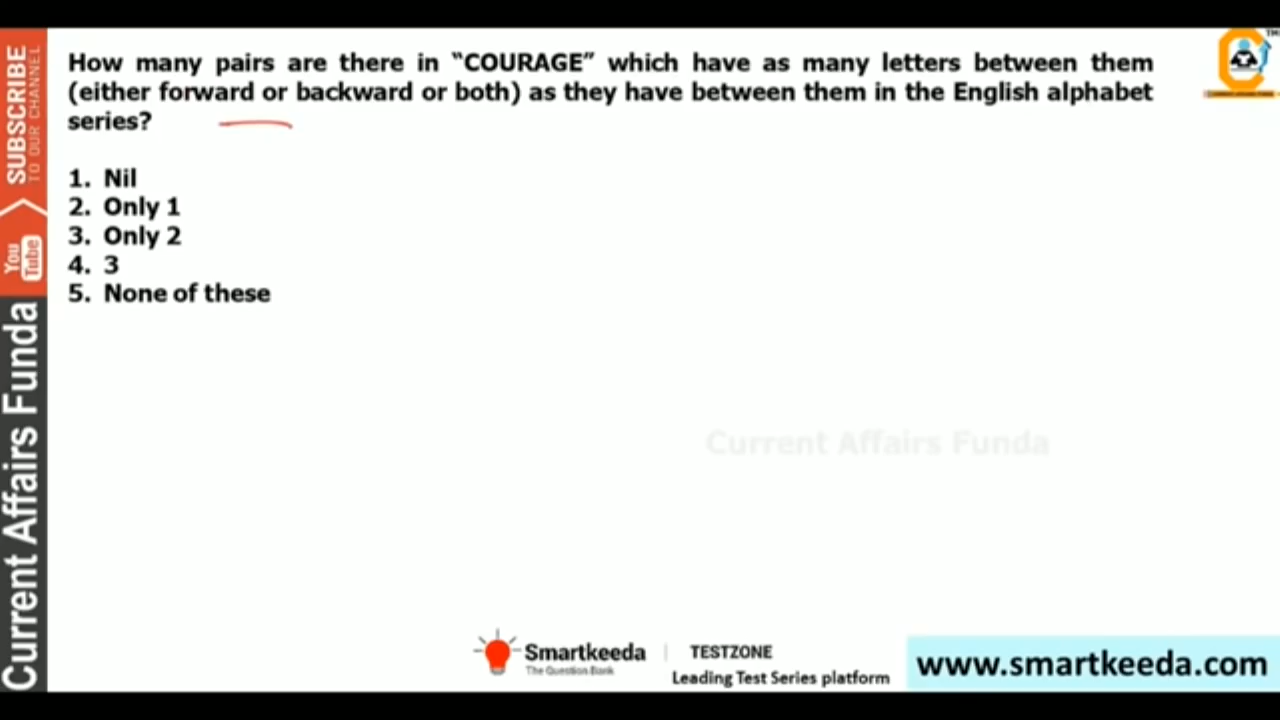 How many pairs are there in "COURAGE" which have as many letters between them
(either forward or backward or both) as they have between them in the English alphabet
series?
1. Nil
2. Only 1
3. Only 2
4. 3
5. None of these
Current Affairs Funda
SUBSCRIBE
TO OUR CHANNEL
You
Tube
Current Affairs Funda
Smartkeeda
The Question Bank
TESTZONE
Leading Test Series platform
www.smartkeeda.com
TM